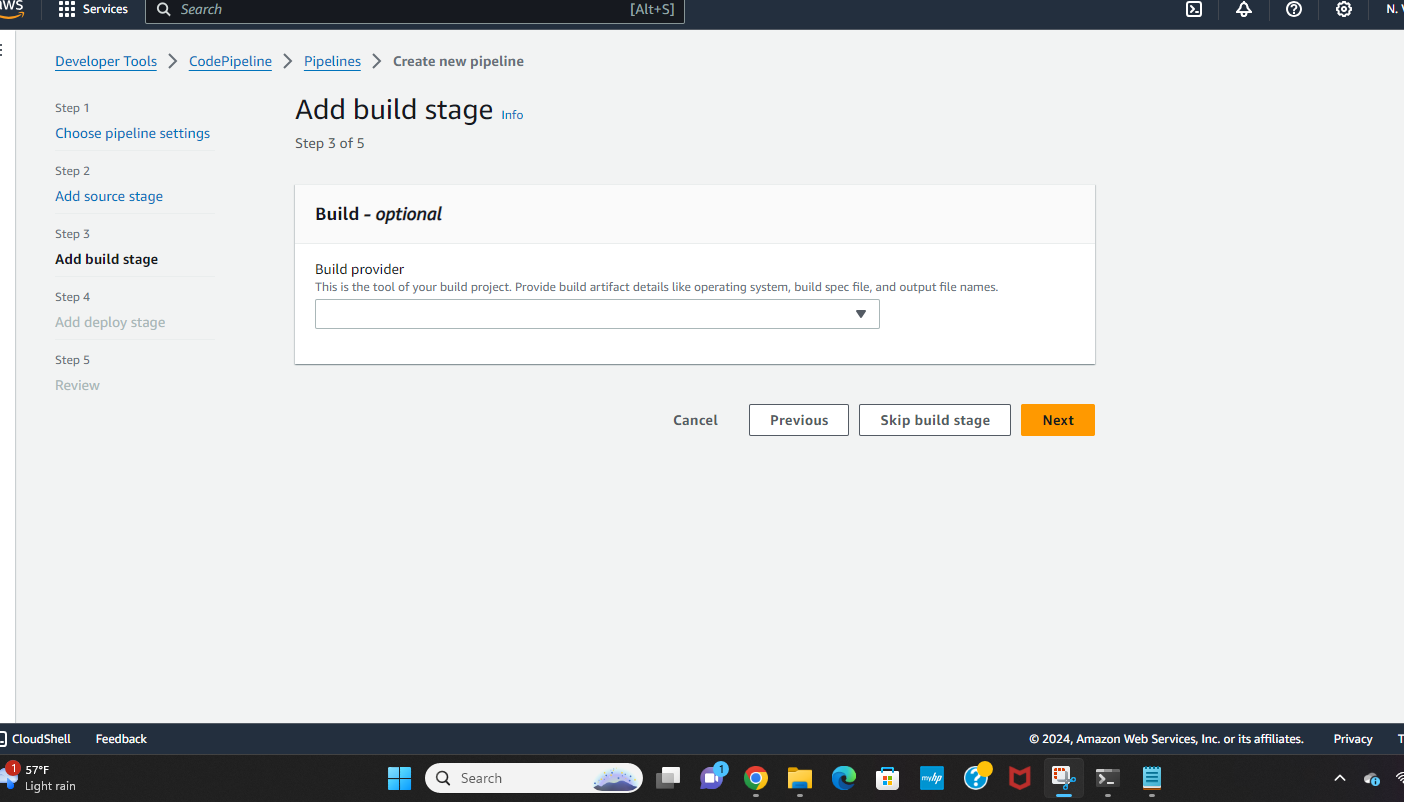 aws
Services
Search
[Alt+S]
N.
Developer Tools
CodePipeline
Pipelines
Create new pipeline
Step 1
Choose pipeline settings
Step 2
Add source stage
Step 3
Add build stage
Step 4
Add deploy stage
Step 5
Review
Add build stage Info
Step 3 of 5
Build - optional
Build provider
This is the tool of your build project. Provide build artifact details like operating system, build spec file, and output file names.
Cancel
Previous
Skip build stage
Next
CloudShell
Feedback
© 2024, Amazon Web Services, Inc. or its affiliates.
Privacy
T
1
57°F
Light rain
Search
1
myhp